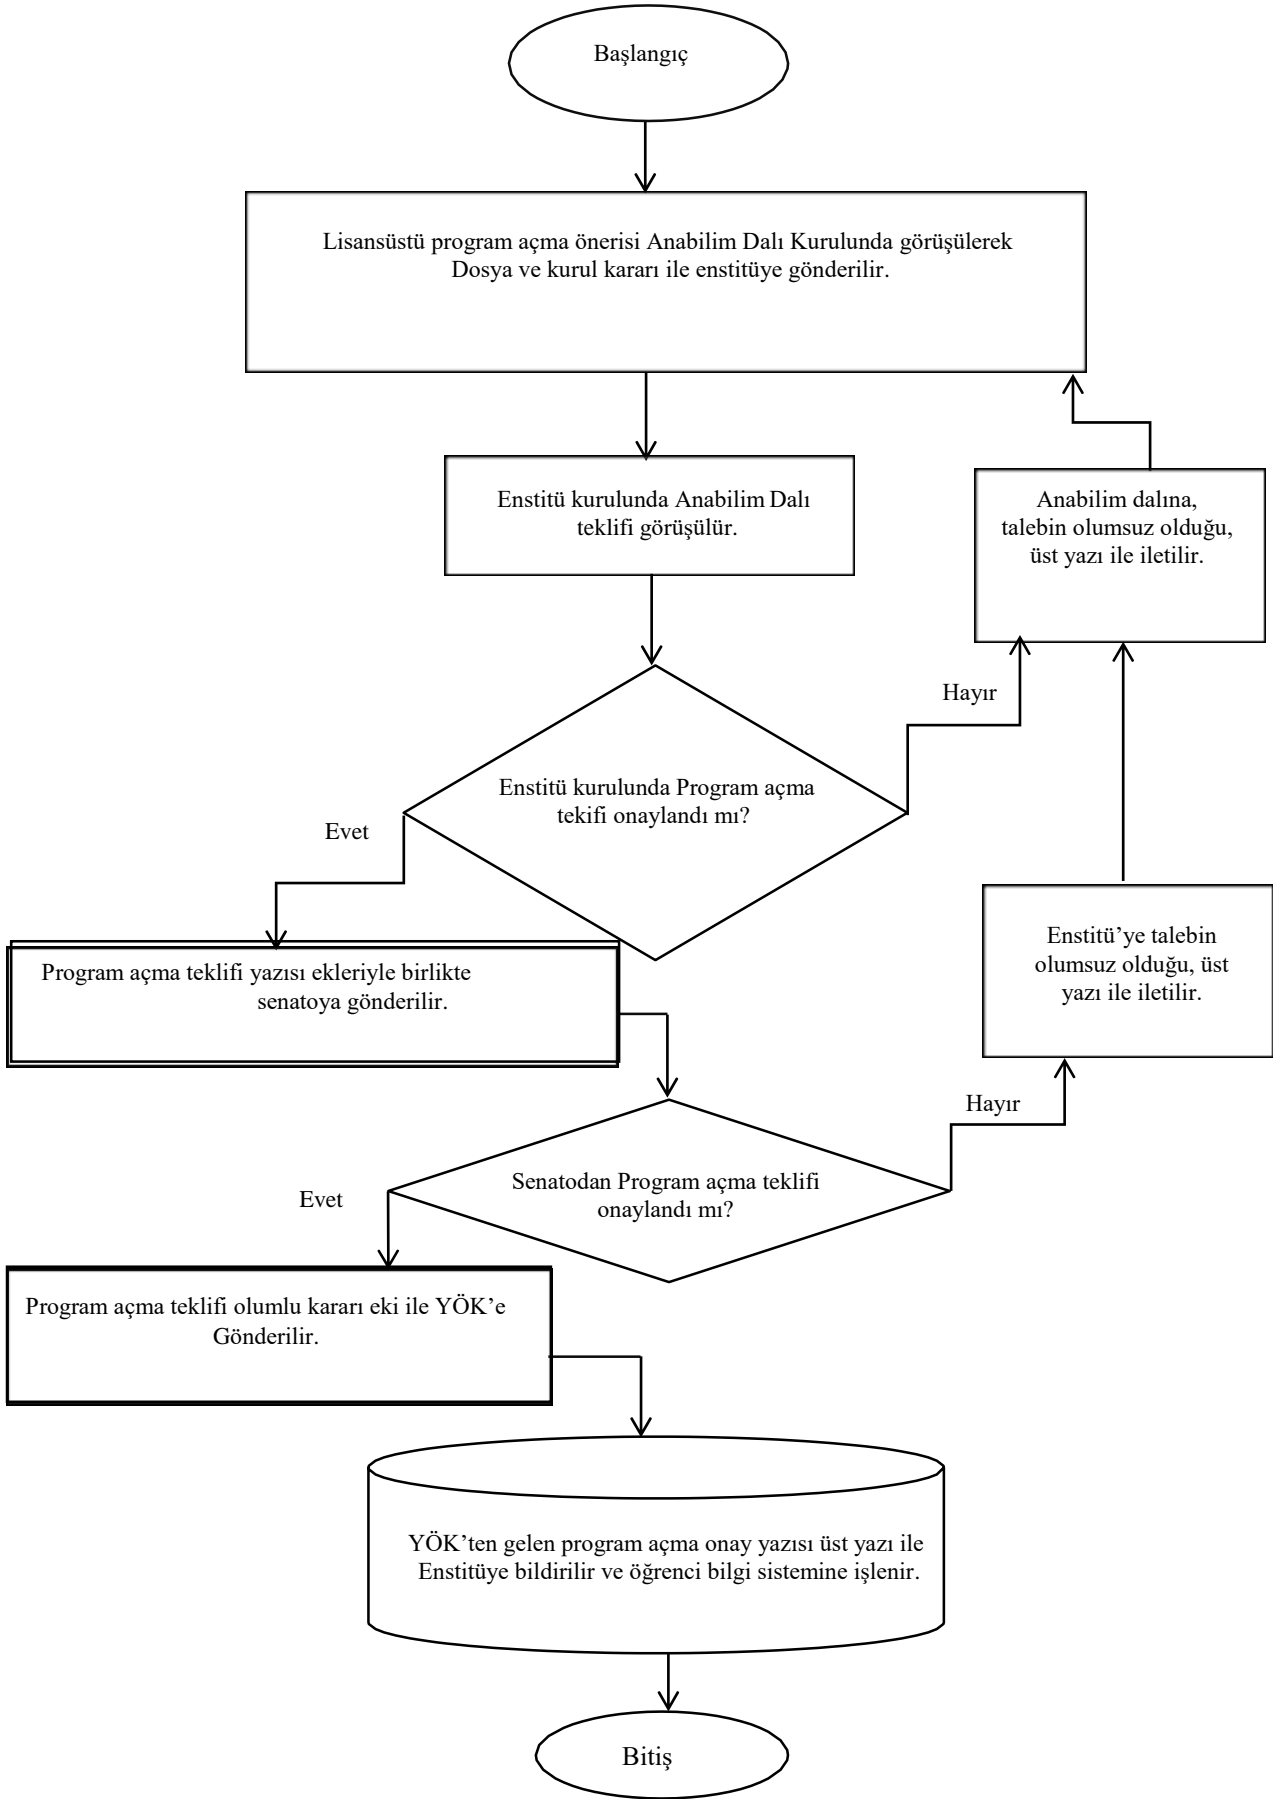 Başlangıç
Lisansüstü program açma önerisi Anabilim Dalı Kurulunda görüşülerek
Dosya ve kurul kararı ile enstitüye gönderilir.
Enstitü kurulunda Anabilim Dalı
teklifi görüşülür.
Anabilim dalına,
talebin olumsuz olduğu,
üst yazı ile iletilir.
Hayır
Enstitü kurulunda Program açma
tekifi onaylandı mı?
Evet
Enstitü’ye talebin
olumsuz olduğu, üst
yazı ile iletilir.
Program açma teklifi yazısı ekleriyle birlikte
senatoya gönderilir.
Hayır
Senatodan Program açma teklifi
onaylandı mı?
Evet
Program açma teklifi olumlu kararı eki ile YÖK’e
Gönderilir.
YÖK’ten gelen program açma onay yazısı üst yazı ile
Enstitüye bildirilir ve öğrenci bilgi sistemine işlenir.
Bitiş